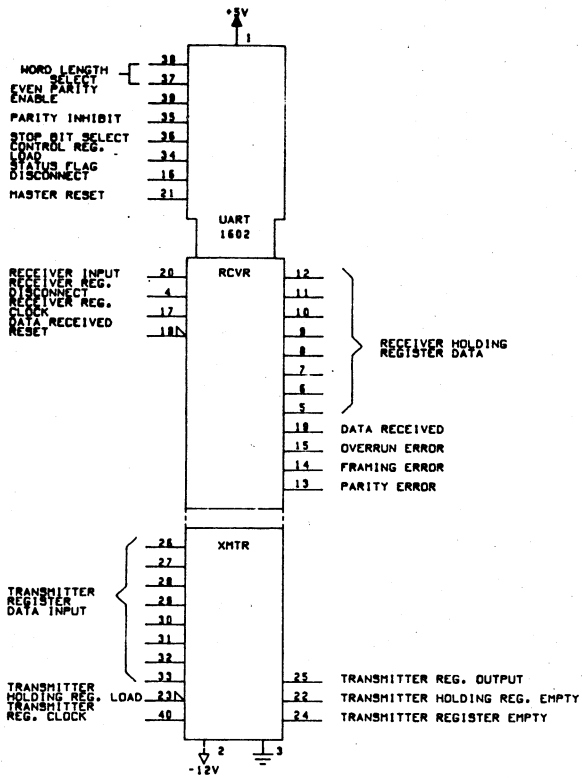 +5V
1
WORD LENGTH
SELECT
38
37
EVEN PARITY
ENABLE
39
PARITY INHIBIT
35
STOP BIT SELECT
36
CONTROL REG.
LOAD
34
STATUS FLAG
DISCONNECT
16
MASTER RESET
21
UART
1602
RCVR
RECEIVER INPUT
20
RECEIVER REG.
DISCONNECT
4
RECEIVER REG.
CLOCK
17
DATA RECEIVED
RESET
18
12
11
10
9
8
7
6
5
RECEIVER HOLDING
REGISTER DATA
19 DATA RECEIVED
15 OVERRUN ERROR
14 FRAMING ERROR
13 PARITY ERROR
XMTR
26
27
28
29
30
31
32
33
TRANSMITTER
REGISTER
DATA INPUT
TRANSMITTER
HOLDING REG. LOAD
23
TRANSMITTER
REG. CLOCK
40
25 TRANSMITTER REG. OUTPUT
22 TRANSMITTER HOLDING REG. EMPTY
24 TRANSMITTER REGISTER EMPTY
2
3
-12V